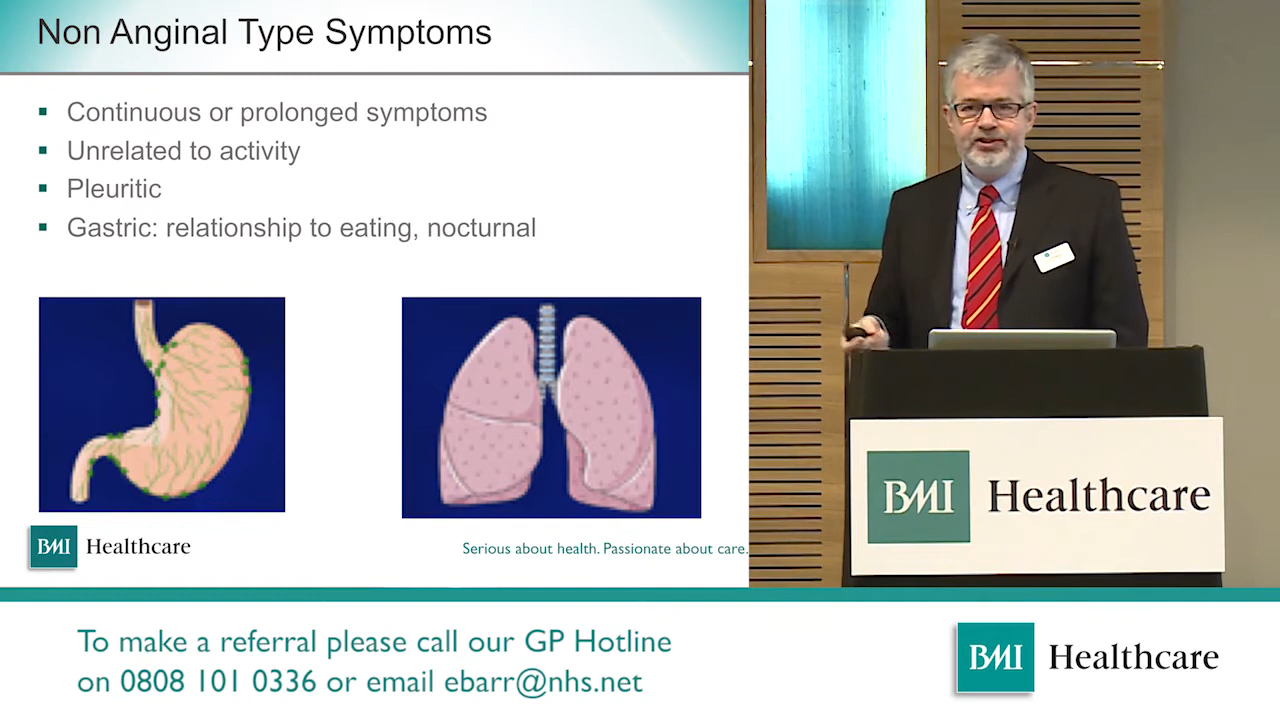 Non Anginal Type Symptoms
▪ Continuous or prolonged symptoms
▪ Unrelated to activity
▪ Pleuritic
▪ Gastric: relationship to eating, nocturnal
BMI Healthcare
Serious about health. Passionate about care.
BMI Healthcare
To make a referral please call our GP Hotline
on 0808 101 0336 or email ebarr@nhs.net
BMI Healthcare